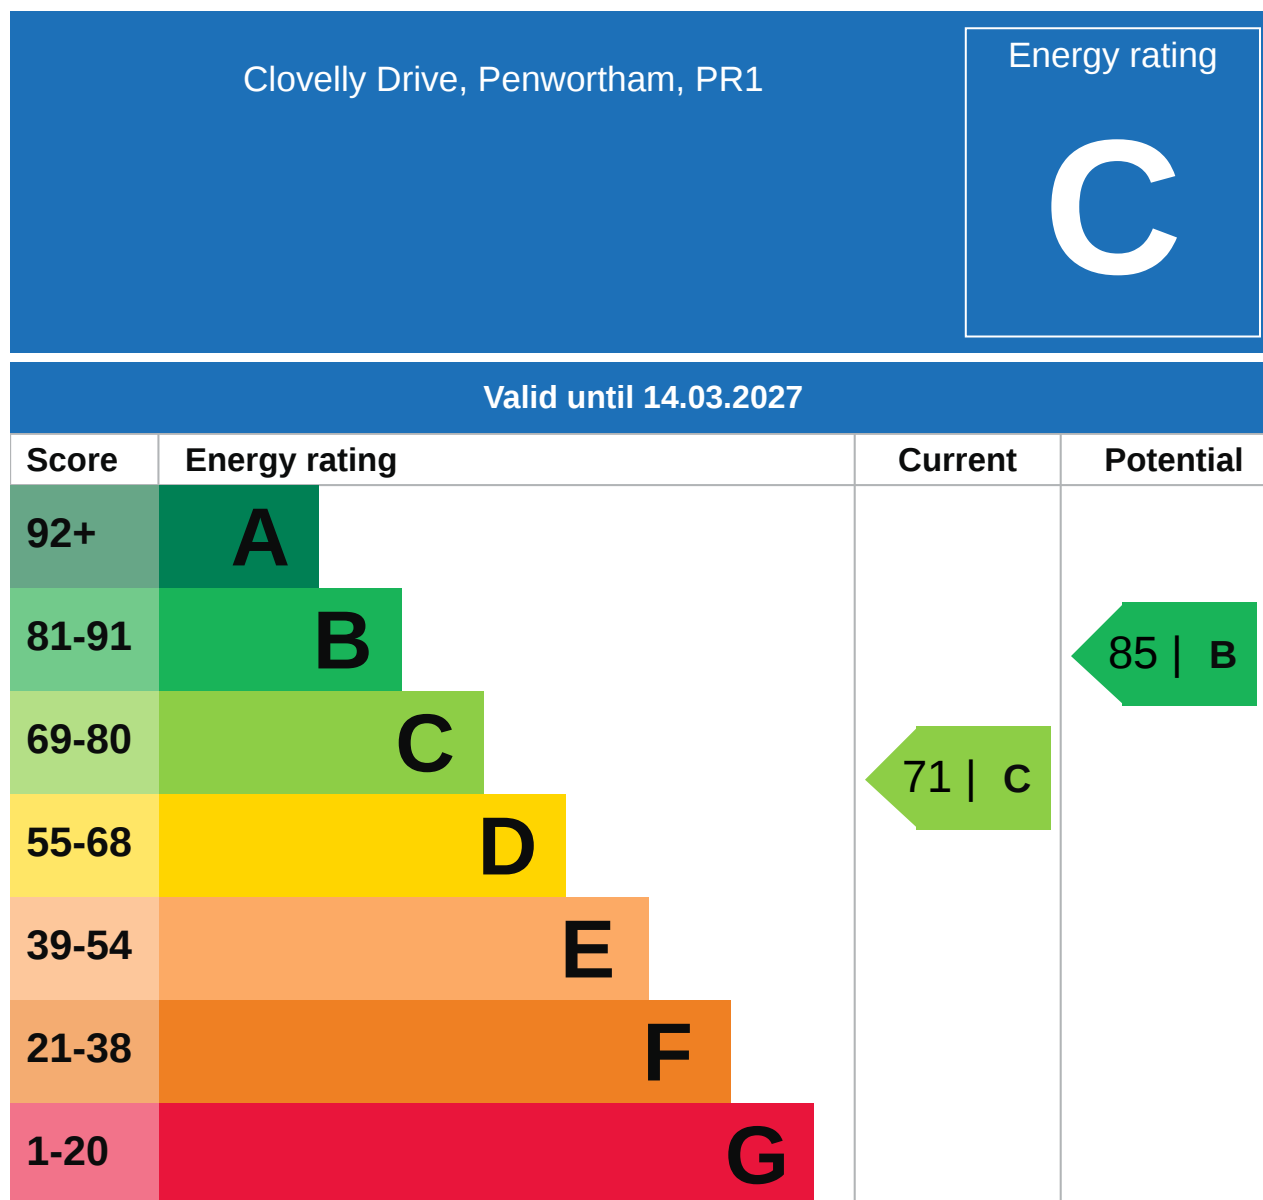 Clovelly Drive, Penwortham, PR1
Energy rating
C
Valid until 14.03.2027
Score Energy rating Current Potential
92+ A
81-91 B
85 | B
69-80 C
71 | C
55-68 D
39-54 E
21-38 F
1-20 G